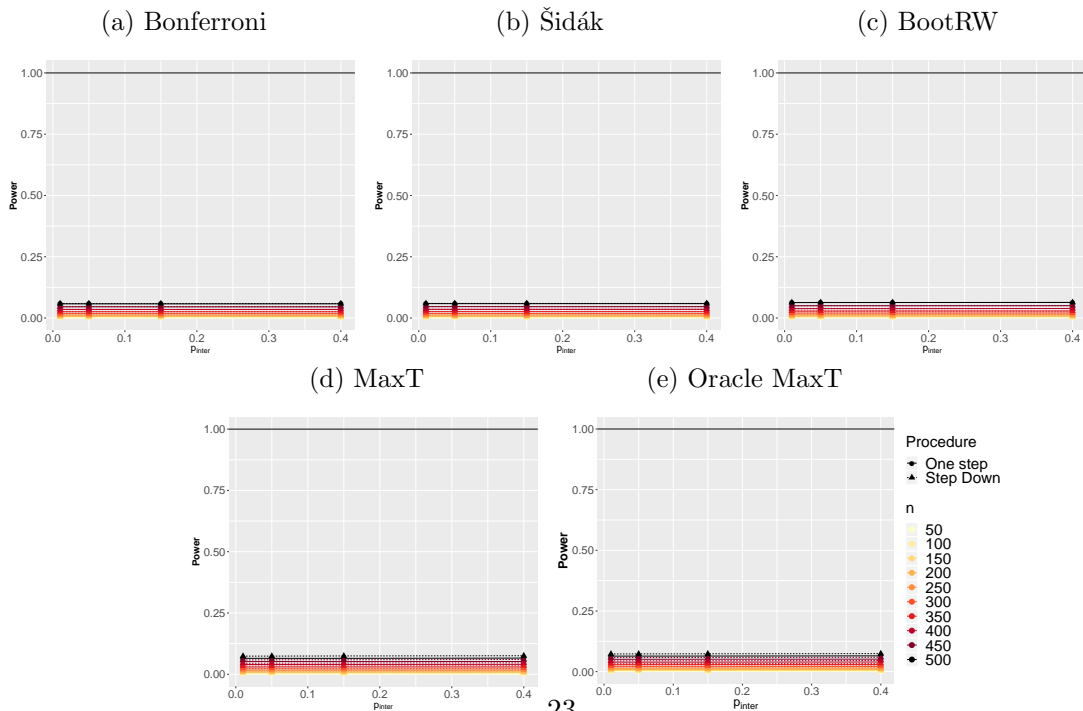 (a) Bonferroni
(b) Šidák
(c) BootRW
1.00
0.75
0.50
0.25
0.00
Power
0.0 0.1 0.2 0.3 0.4
pinter
1.00
0.75
0.50
0.25
0.00
Power
0.0 0.1 0.2 0.3 0.4
pinter
1.00
0.75
0.50
0.25
0.00
Power
0.0 0.1 0.2 0.3 0.4
pinter
(d) MaxT
(e) Oracle MaxT
1.00
0.75
0.50
0.25
0.00
Power
0.0 0.1 0.2 0.3 0.4
pinter
1.00
0.75
0.50
0.25
0.00
Power
0.0 0.1 0.2 0.3 0.4
pinter
Procedure
One step
Step Down
n
50
100
150
200
250
300
350
400
450
500
23